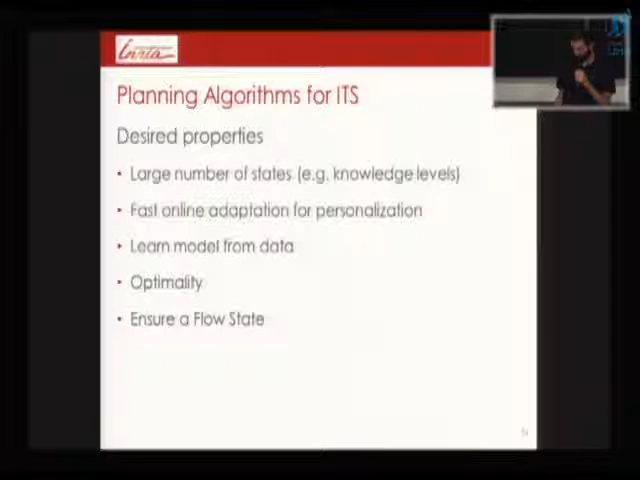 Inria
Planning Algorithms for ITS
Desired properties
• Large number of states (e.g. knowledge levels)
• Fast online adaptation for personalization
• Learn model from data
• Optimality
• Ensure a Flow State